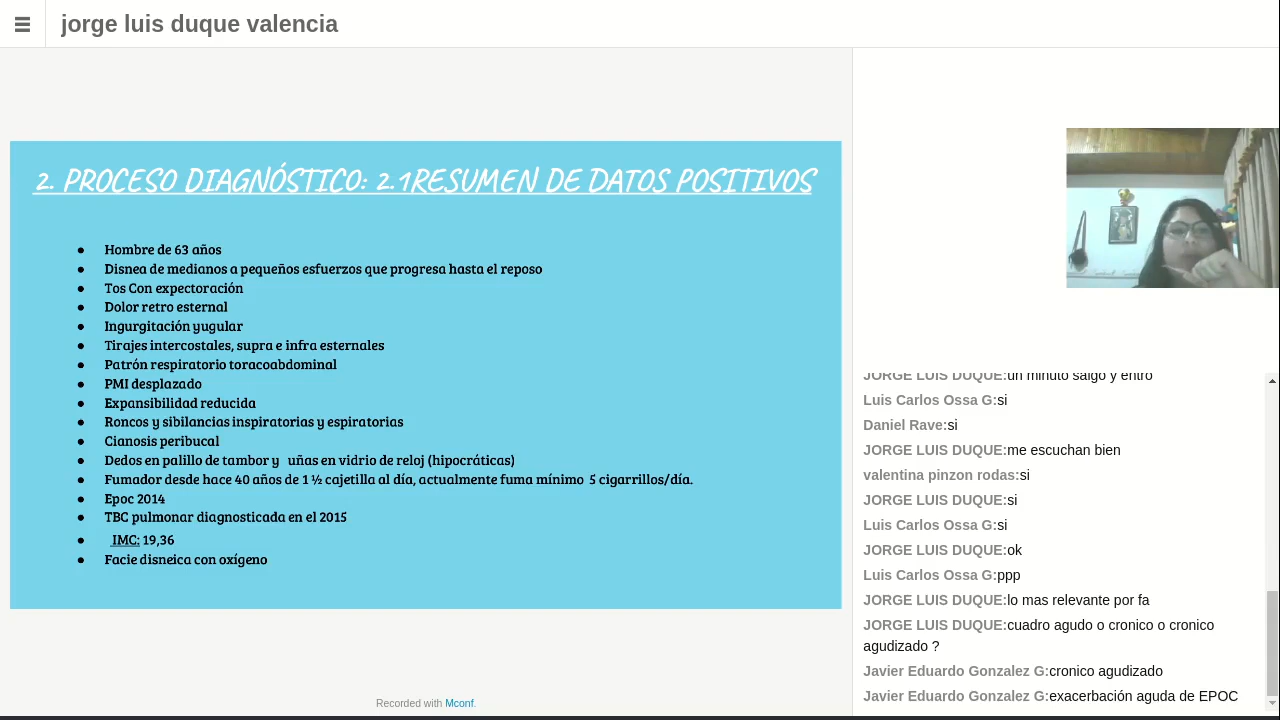 jorge luis duque valencia
2. PROCESO DIAGNÓSTICO: 2.1RESUMEN DE DATOS POSITIVOS
● Hombre de 63 años
● Disnea de medianos a pequeños esfuerzos que progresa hasta el reposo
● Tos Con expectoración
● Dolor retro esternal
● Ingurgitación yugular
● Tirajes intercostales, supra e infra esternales
● Patrón respiratorio toracoabdominal
● PMI desplazado
● Expansibilidad reducida
● Roncos y sibilancias inspiratorias y espiratorias
● Cianosis peribucal
● Dedos en palillo de tambor y uñas en vidrio de reloj (hipocráticas)
● Fumador desde hace 40 años de 1 ½ cajetilla al día, actualmente fuma mínimo 5 cigarrillos/día.
● Epoc 2014
● TBC pulmonar diagnosticada en el 2015
● IMC: 19,36
● Facie disneica con oxígeno
Recorded with Mconf.
JORGE LUIS DUQUE:un minuto salgo y entro
Luis Carlos Ossa G:si
Daniel Rave:si
JORGE LUIS DUQUE:me escuchan bien
valentina pinzon rodas:si
JORGE LUIS DUQUE:si
Luis Carlos Ossa G:si
JORGE LUIS DUQUE:ok
Luis Carlos Ossa G:ppp
JORGE LUIS DUQUE:lo mas relevante por fa
JORGE LUIS DUQUE:cuadro agudo o cronico o cronico
agudizado ?
Javier Eduardo Gonzalez G:cronico agudizado
Javier Eduardo Gonzalez G:exacerbación aguda de EPOC